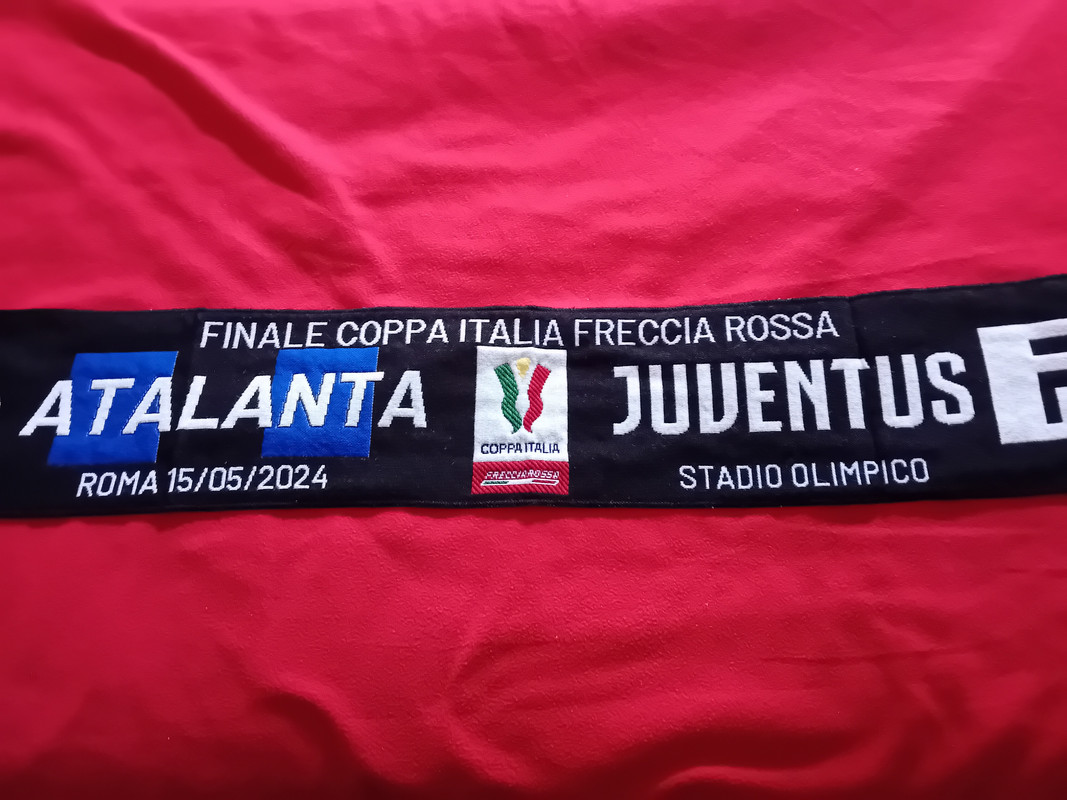 FINALE COPPA ITALIA FRECCIA ROSSA
ATALANTA
JUVENTUS
COPPA ITALIA
FRECCIAROSSA
ROMA 15/05/2024
STADIO OLIMPICO